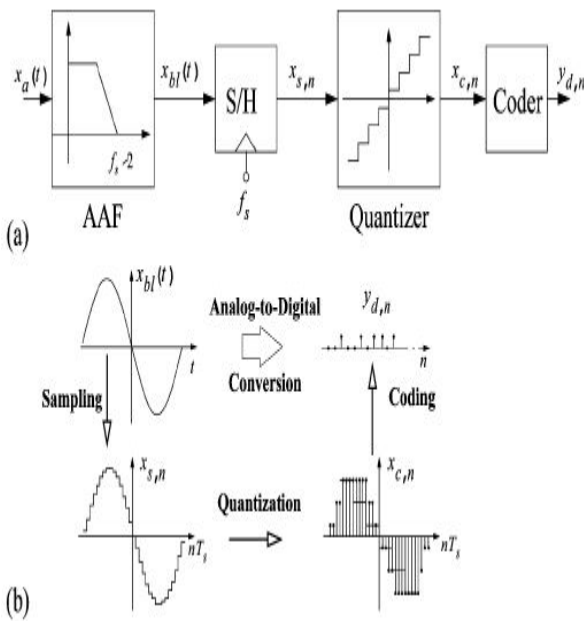 x_a(t) x_bl(t) x_s,n x_c,n y_d,n
S/H
Coder
f_s/2
f_s
AAF
Quantizer
(a)
x_bl(t)
Analog-to-Digital
y_d,n
t
n
Conversion
Sampling
Coding
x_s,n
x_c,n
Quantization
nT_s
nT_s
(b)